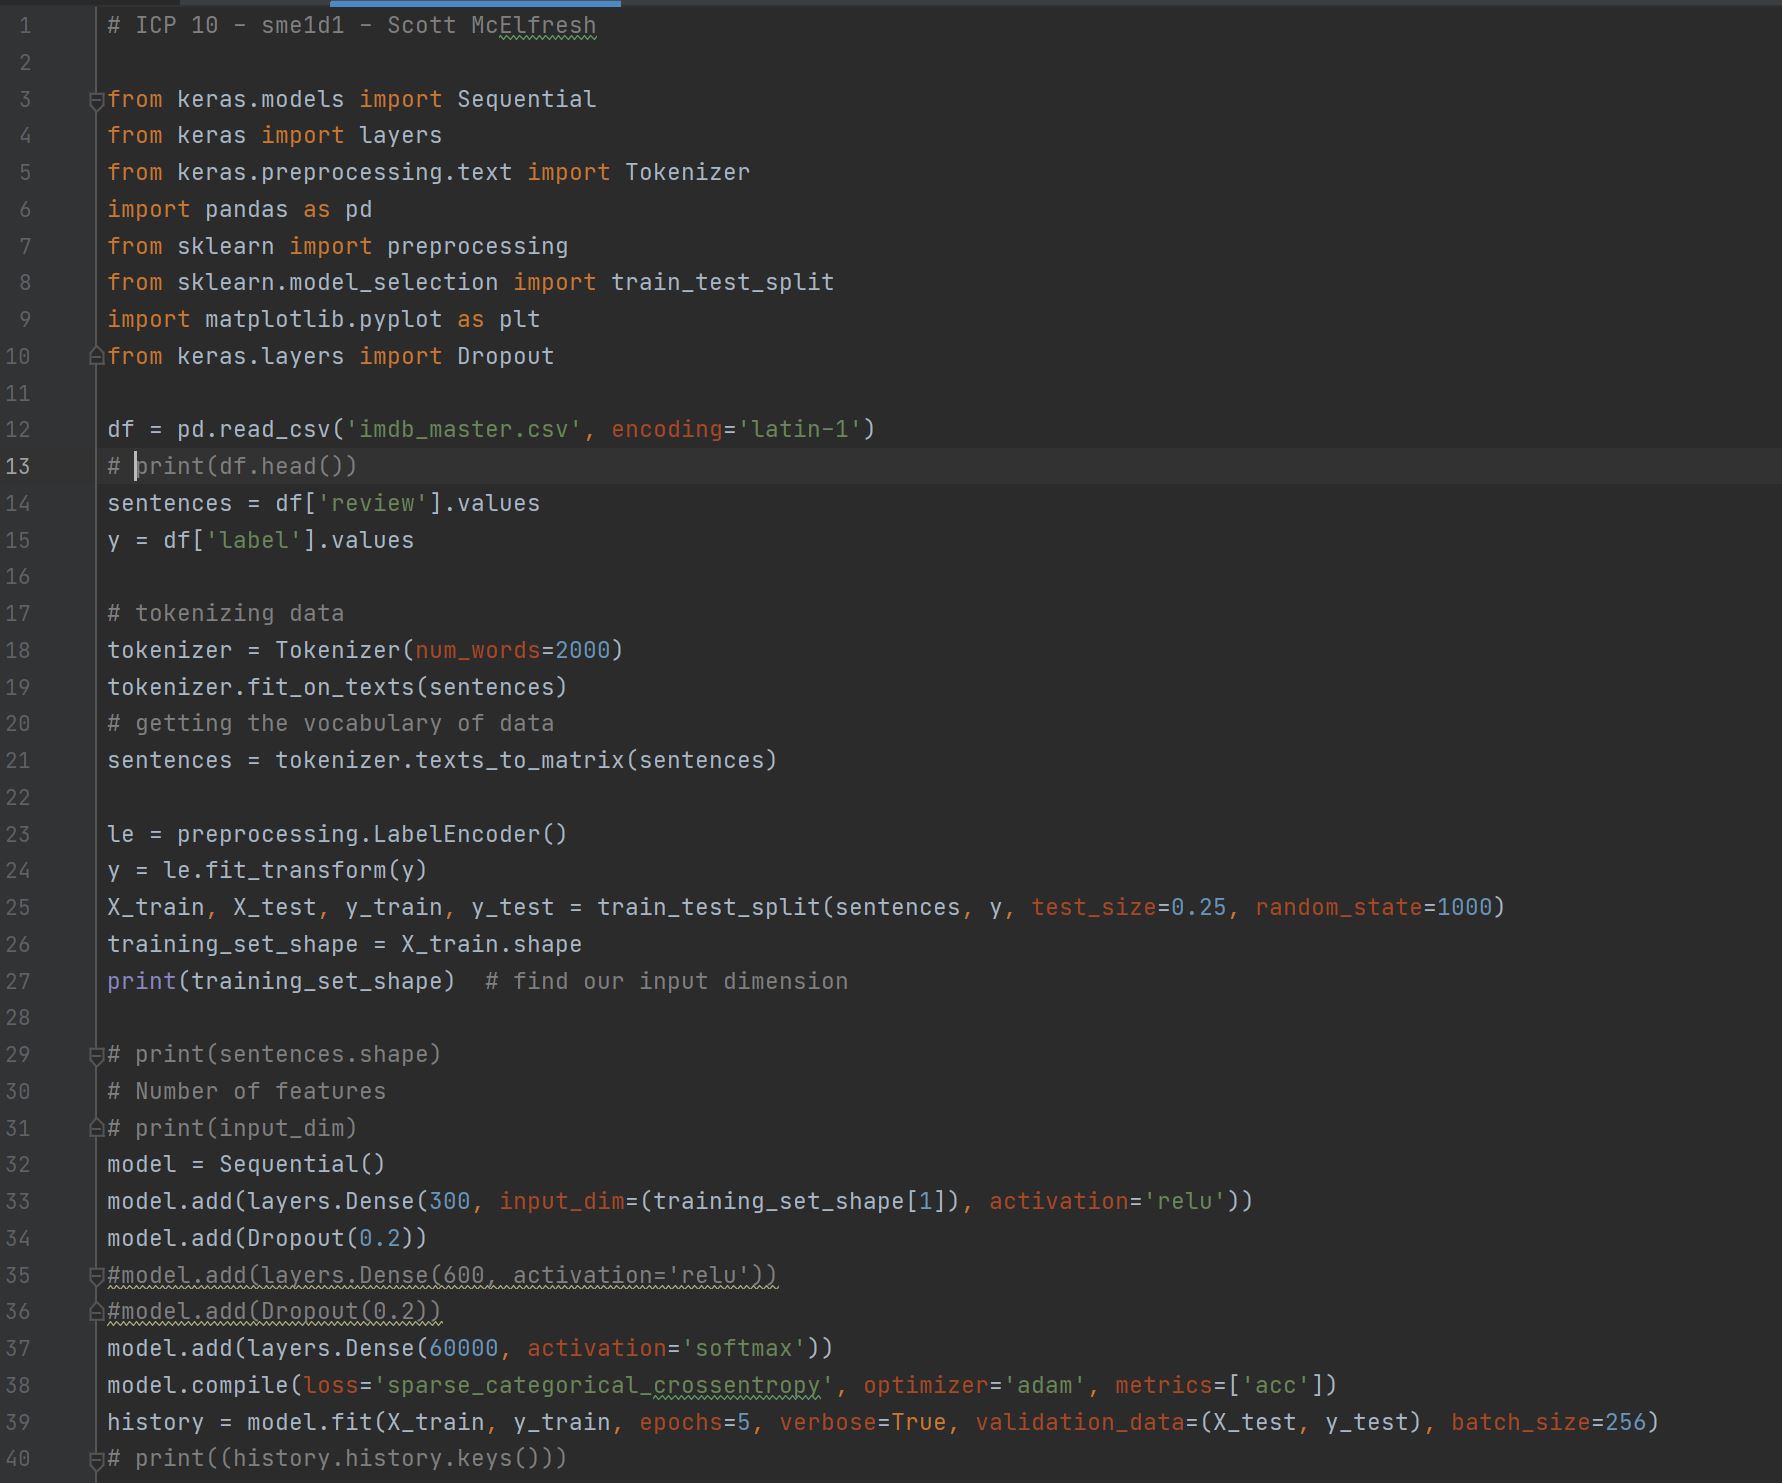 1 # ICP 10 - sme1d1 - Scott McElfresh
2
3 from keras.models import Sequential
4 from keras import layers
5 from keras.preprocessing.text import Tokenizer
6 import pandas as pd
7 from sklearn import preprocessing
8 from sklearn.model_selection import train_test_split
9 import matplotlib.pyplot as plt
10 from keras.layers import Dropout
11
12 df = pd.read_csv('imdb_master.csv', encoding='latin-1')
13 # print(df.head())
14 sentences = df['review'].values
15 y = df['label'].values
16
17 # tokenizing data
18 tokenizer = Tokenizer(num_words=2000)
19 tokenizer.fit_on_texts(sentences)
20 # getting the vocabulary of data
21 sentences = tokenizer.texts_to_matrix(sentences)
22
23 le = preprocessing.LabelEncoder()
24 y = le.fit_transform(y)
25 X_train, X_test, y_train, y_test = train_test_split(sentences, y, test_size=0.25, random_state=1000)
26 training_set_shape = X_train.shape
27 print(training_set_shape)  # find our input dimension
28
29 # print(sentences.shape)
30 # Number of features
31 # print(input_dim)
32 model = Sequential()
33 model.add(layers.Dense(300, input_dim=(training_set_shape[1]), activation='relu'))
34 model.add(Dropout(0.2))
35 #model.add(layers.Dense(600, activation='relu'))
36 #model.add(Dropout(0.2))
37 model.add(layers.Dense(60000, activation='softmax'))
38 model.compile(loss='sparse_categorical_crossentropy', optimizer='adam', metrics=['acc'])
39 history = model.fit(X_train, y_train, epochs=5, verbose=True, validation_data=(X_test, y_test), batch_size=256)
40 # print((history.history.keys()))